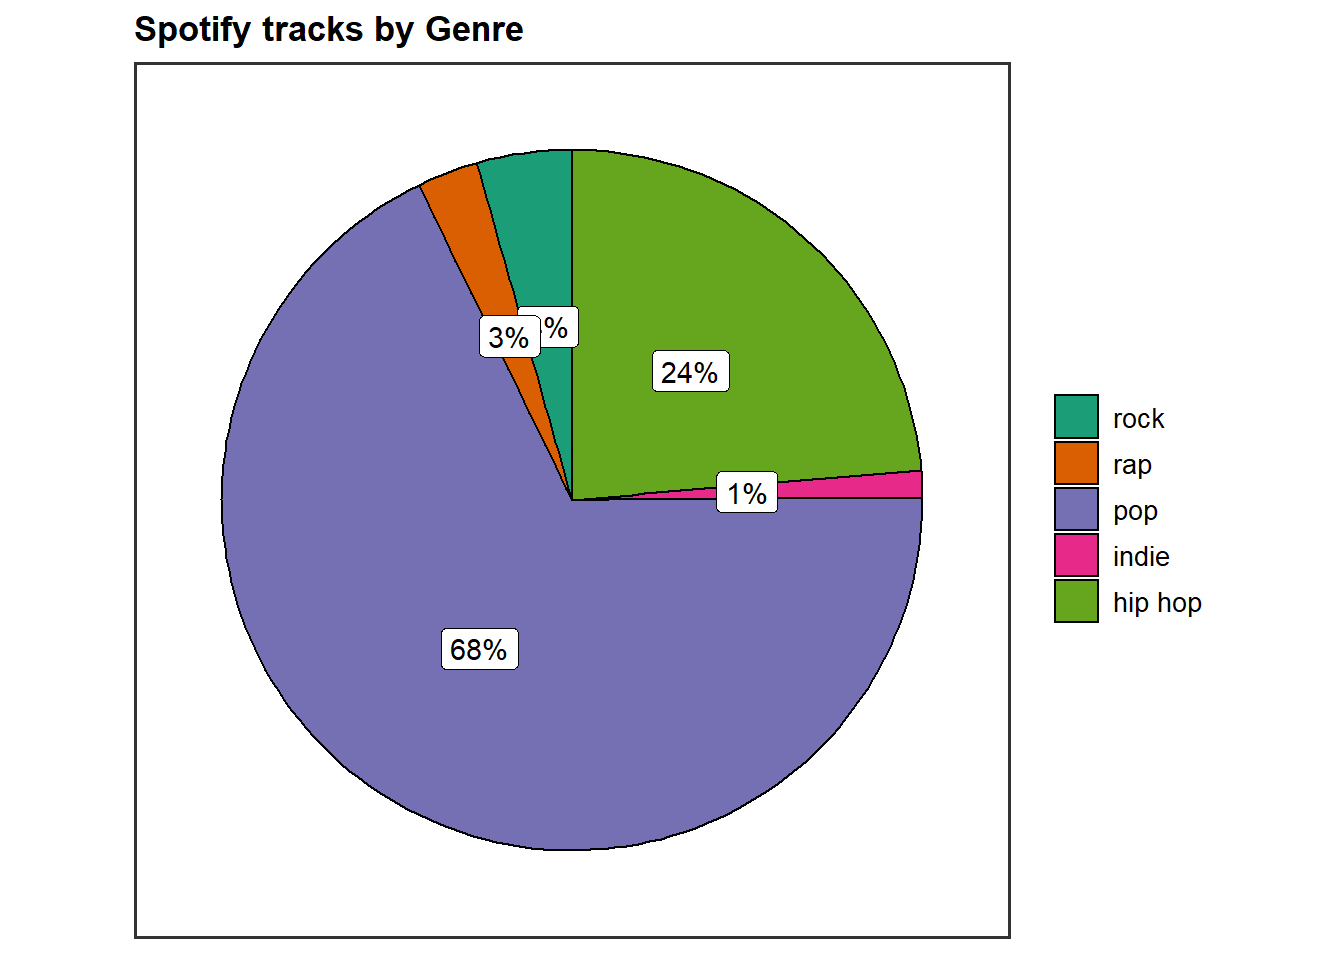 Spotify tracks by Genre
%
3%
24%
1%
68%
rock
rap
pop
indie
hip hop